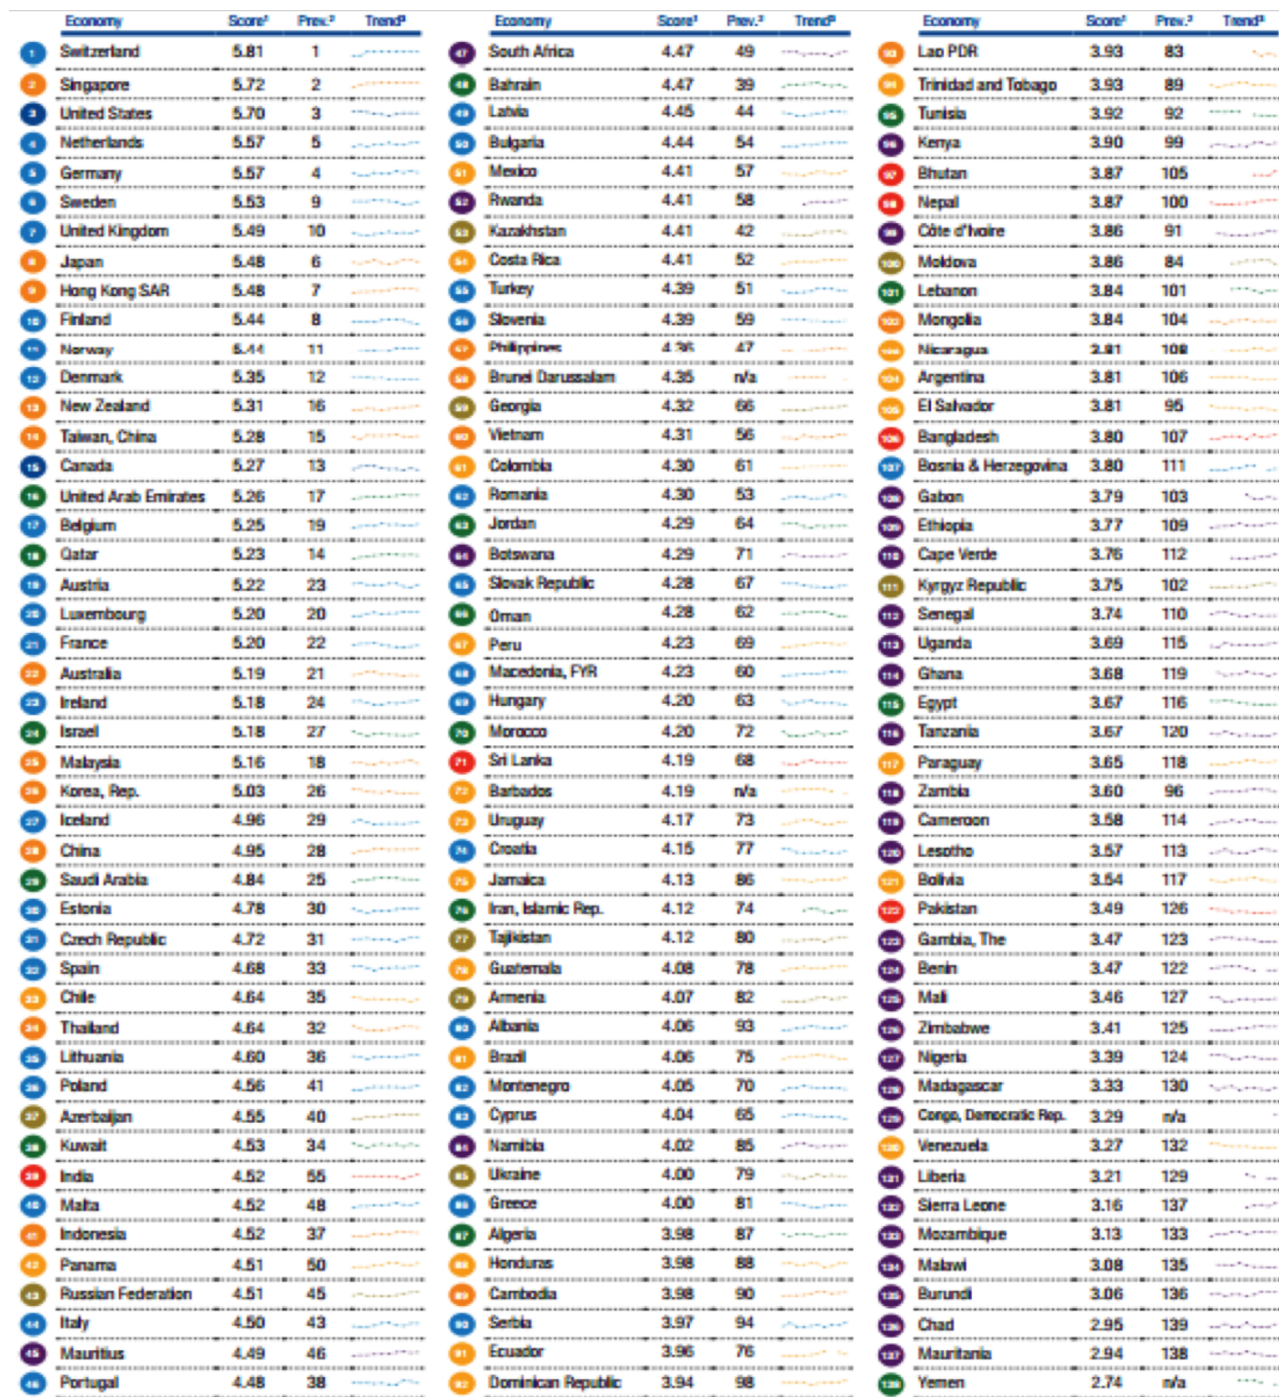 Economy Score¹ Prev.² Trend³
1 Switzerland 5.81 1
2 Singapore 5.72 2
3 United States 5.70 3
4 Netherlands 5.57 5
5 Germany 5.57 4
6 Sweden 5.53 9
7 United Kingdom 5.49 10
8 Japan 5.48 6
9 Hong Kong SAR 5.48 7
10 Finland 5.44 8
11 Norway 5.44 11
12 Denmark 5.35 12
13 New Zealand 5.31 16
14 Taiwan, China 5.28 15
15 Canada 5.27 13
16 United Arab Emirates 5.26 17
17 Belgium 5.25 19
18 Qatar 5.23 14
19 Austria 5.22 23
20 Luxembourg 5.20 20
21 France 5.20 22
22 Australia 5.19 21
23 Ireland 5.18 24
24 Israel 5.18 27
25 Malaysia 5.16 18
26 Korea, Rep. 5.03 26
27 Iceland 4.96 29
28 China 4.95 28
29 Saudi Arabia 4.84 25
30 Estonia 4.78 30
31 Czech Republic 4.72 31
32 Spain 4.68 33
33 Chile 4.64 35
34 Thailand 4.64 32
35 Lithuania 4.60 36
36 Poland 4.56 41
37 Azerbaijan 4.55 40
38 Kuwait 4.53 34
39 India 4.52 55
40 Malta 4.52 48
41 Indonesia 4.52 37
42 Panama 4.51 50
43 Russian Federation 4.51 45
44 Italy 4.50 43
45 Mauritius 4.49 46
46 Portugal 4.48 38
Economy Score¹ Prev.² Trend³
47 South Africa 4.47 49
48 Bahrain 4.47 39
49 Latvia 4.45 44
50 Bulgaria 4.44 54
51 Mexico 4.41 57
52 Rwanda 4.41 58
53 Kazakhstan 4.41 42
54 Costa Rica 4.41 52
55 Turkey 4.39 51
56 Slovenia 4.39 59
57 Philippines 4.36 47
58 Brunei Darussalam 4.35 n/a
59 Georgia 4.32 66
60 Vietnam 4.31 56
61 Colombia 4.30 61
62 Romania 4.30 53
63 Jordan 4.29 64
64 Botswana 4.29 71
65 Slovak Republic 4.28 67
66 Oman 4.28 62
67 Peru 4.23 69
68 Macedonia, FYR 4.23 60
69 Hungary 4.20 63
70 Morocco 4.20 72
71 Sri Lanka 4.19 68
72 Barbados 4.19 n/a
73 Uruguay 4.17 73
74 Croatia 4.15 77
75 Jamaica 4.13 86
76 Iran, Islamic Rep. 4.12 74
77 Tajikistan 4.12 80
78 Guatemala 4.08 78
79 Armenia 4.07 82
80 Albania 4.06 93
81 Brazil 4.06 75
82 Montenegro 4.05 70
83 Cyprus 4.04 65
84 Namibia 4.02 85
85 Ukraine 4.00 79
86 Greece 4.00 81
87 Algeria 3.98 87
88 Honduras 3.98 88
89 Cambodia 3.98 90
90 Serbia 3.97 94
91 Ecuador 3.96 76
92 Dominican Republic 3.94 98
Economy Score¹ Prev.² Trend³
93 Lao PDR 3.93 83
94 Trinidad and Tobago 3.93 89
95 Tunisia 3.92 92
96 Kenya 3.90 99
97 Bhutan 3.87 105
98 Nepal 3.87 100
99 Côte d'Ivoire 3.86 91
100 Moldova 3.86 84
101 Lebanon 3.84 101
102 Mongolia 3.84 104
103 Nicaragua 3.81 108
104 Argentina 3.81 106
105 El Salvador 3.81 95
106 Bangladesh 3.80 107
107 Bosnia & Herzegovina 3.80 111
108 Gabon 3.79 103
109 Ethiopia 3.77 109
110 Cape Verde 3.76 112
111 Kyrgyz Republic 3.75 102
112 Senegal 3.74 110
113 Uganda 3.69 115
114 Ghana 3.68 119
115 Egypt 3.67 116
116 Tanzania 3.67 120
117 Paraguay 3.65 118
118 Zambia 3.60 96
119 Cameroon 3.58 114
120 Lesotho 3.57 113
121 Bolivia 3.54 117
122 Pakistan 3.49 126
123 Gambia, The 3.47 123
124 Benin 3.47 122
125 Mali 3.46 127
126 Zimbabwe 3.41 125
127 Nigeria 3.39 124
128 Madagascar 3.33 130
129 Congo, Democratic Rep. 3.29 n/a
130 Venezuela 3.27 132
131 Liberia 3.21 129
132 Sierra Leone 3.16 137
133 Mozambique 3.13 133
134 Malawi 3.08 135
135 Burundi 3.06 136
136 Chad 2.95 139
137 Mauritania 2.94 138
138 Yemen 2.74 n/a